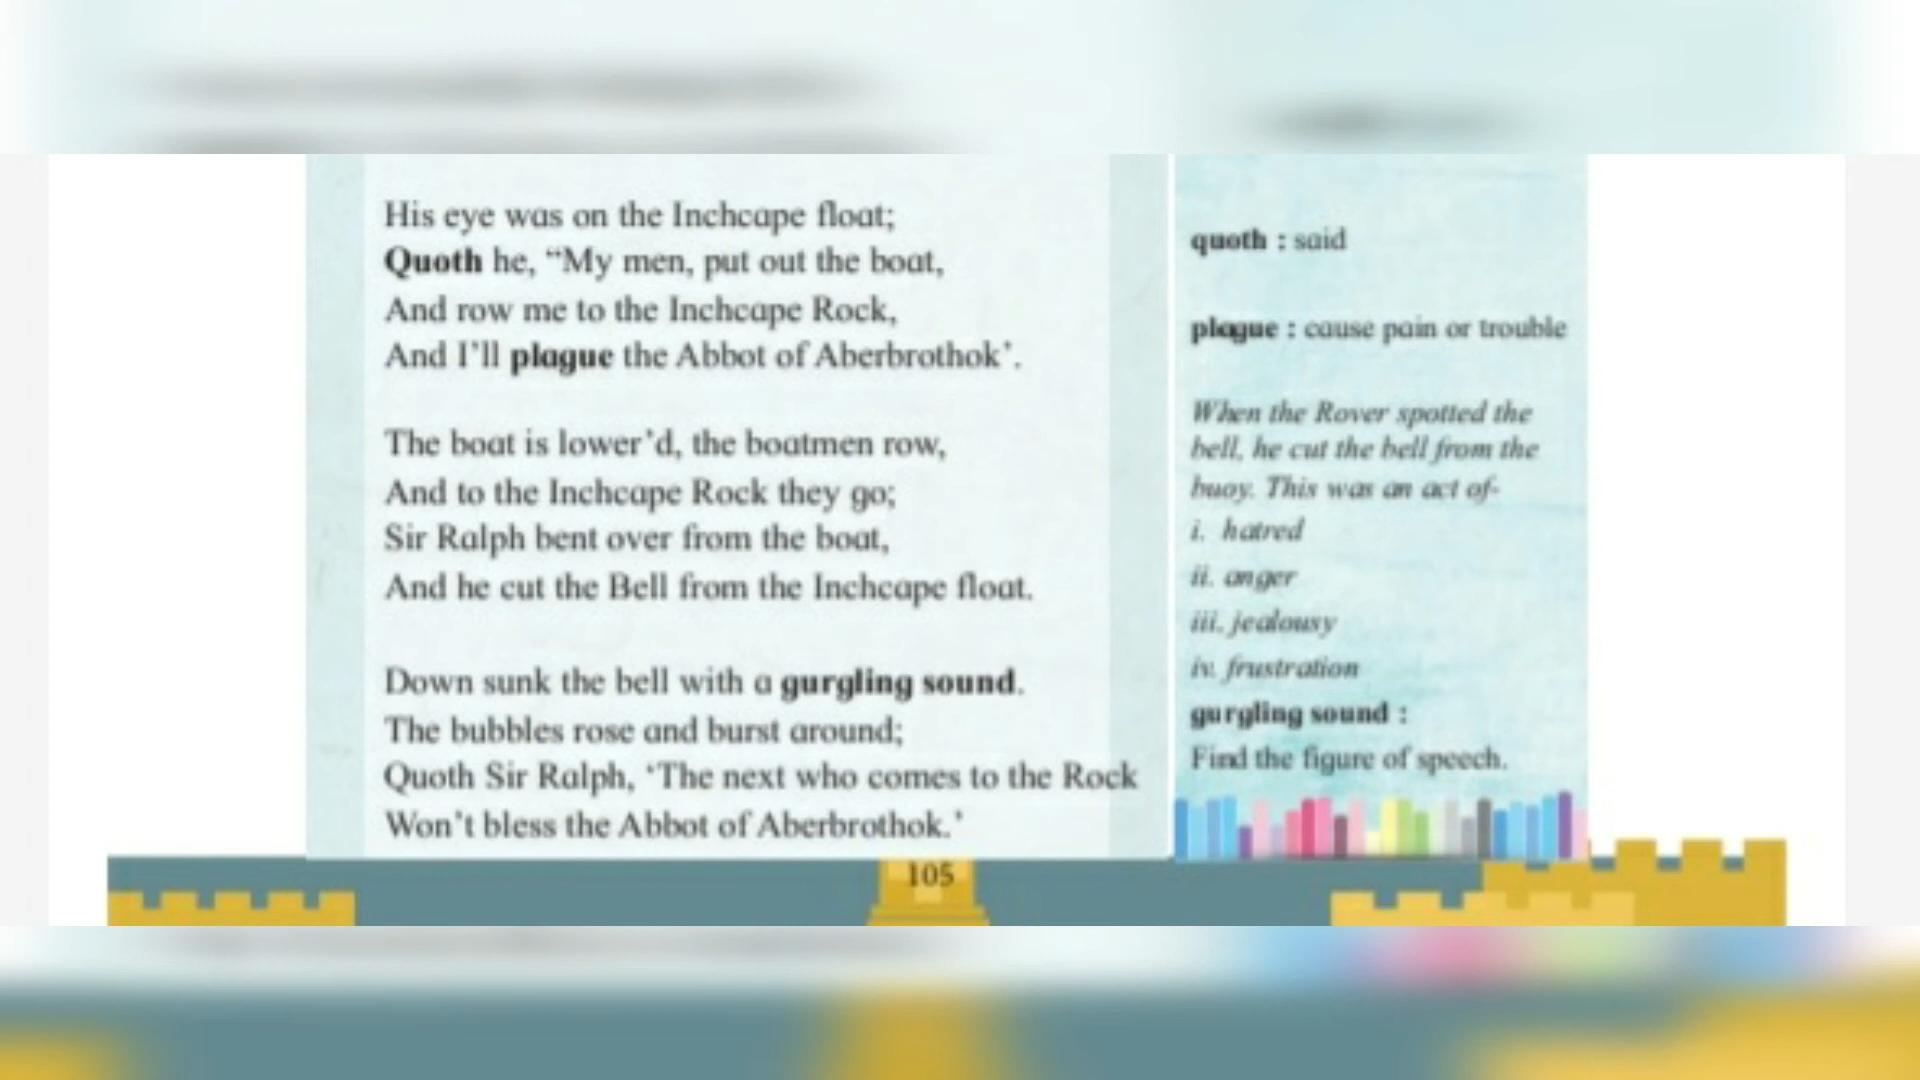 His eye was on the Inchcape float;
Quoth he, “My men, put out the boat,
And row me to the Inchcape Rock,
And I’ll plague the Abbot of Aberbrothok’.
The boat is lower’d, the boatmen row,
And to the Inchcape Rock they go;
Sir Ralph bent over from the boat,
And he cut the Bell from the Inchcape float.
Down sunk the bell with a gurgling sound.
The bubbles rose and burst around;
Quoth Sir Ralph, ‘The next who comes to the Rock
Won’t bless the Abbot of Aberbrothok.’
quoth : said
plague : cause pain or trouble
When the Rover spotted the
bell, he cut the bell from the
buoy. This was an act of-
i. hatred
ii. anger
iii. jealousy
iv. frustration
gurgling sound :
Find the figure of speech.
105